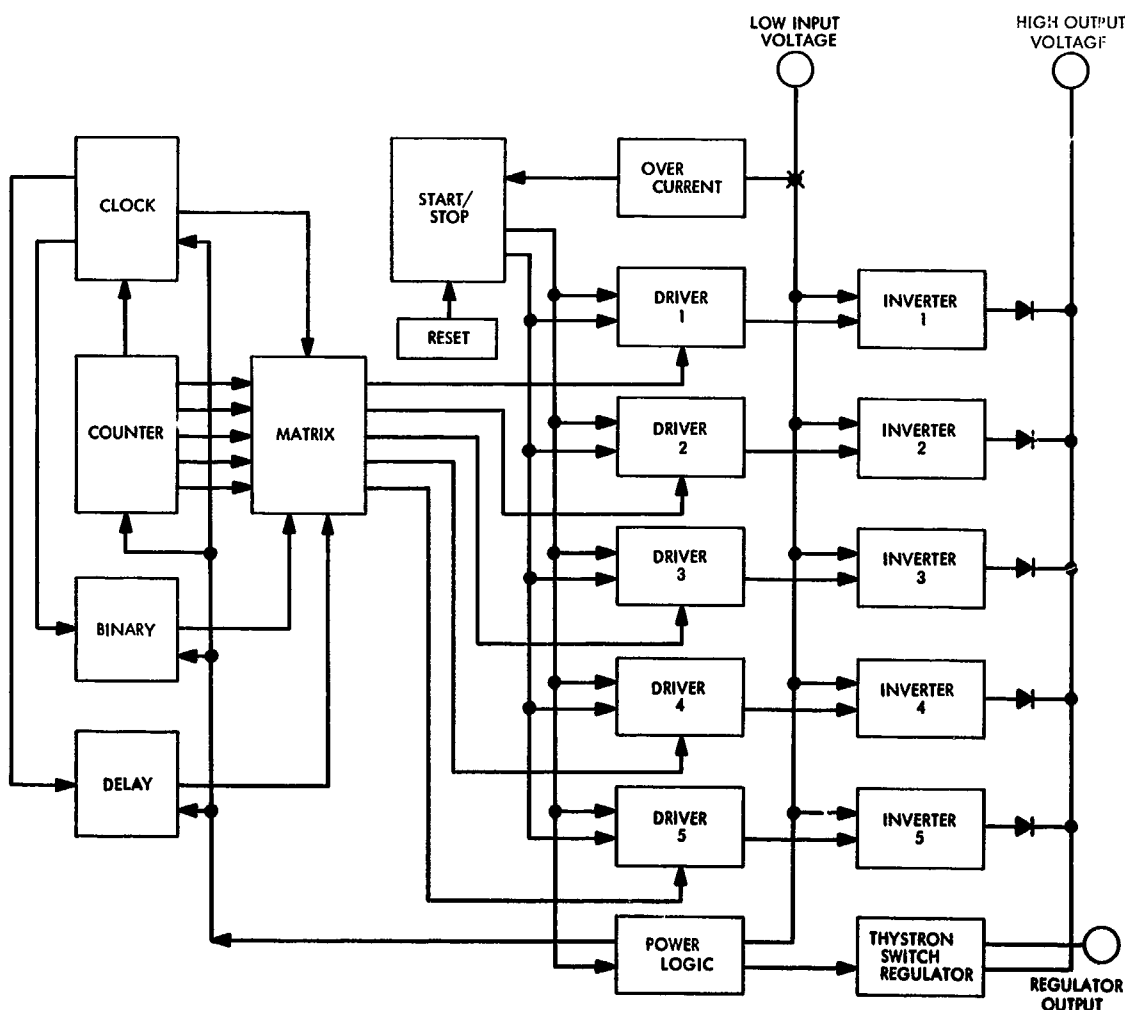 LOW INPUT
VOLTAGE
HIGH OUTPUT
VOLTAGE
CLOCK
START/
STOP
OVER
CURRENT
RESET
DRIVER
1
INVERTER
1
COUNTER
MATRIX
DRIVER
2
INVERTER
2
DRIVER
3
INVERTER
3
BINARY
DRIVER
4
INVERTER
4
DELAY
DRIVER
5
INVERTER
5
POWER
LOGIC
THYSTRON
SWITCH
REGULATOR
REGULATOR
OUTPUT